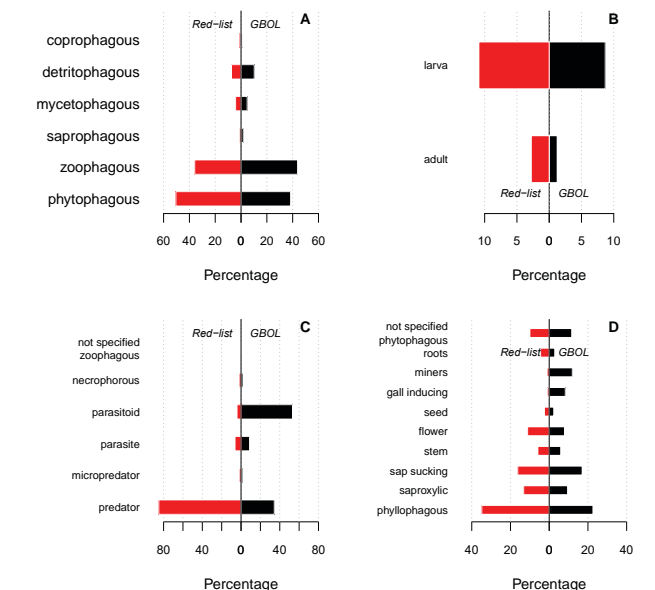 Red−list GBOL A
coprophagous
detritophagous
mycetophagous
saprophagous
zoophagous
phytophagous
60 40 20 0 20 40 60
Percentage
B
larva
adult
Red−list GBOL
10 5 0 5 10
Percentage
Red−list GBOL C
not specified
zoophagous
necrophorous
parasitoid
parasite
micropredator
predator
80 40 0 40 80
Percentage
D
not specified
phytophagous
roots
Red−list GBOL
miners
gall inducing
seed
flower
stem
sap sucking
saproxylic
phyllophagous
40 20 0 20 40
Percentage